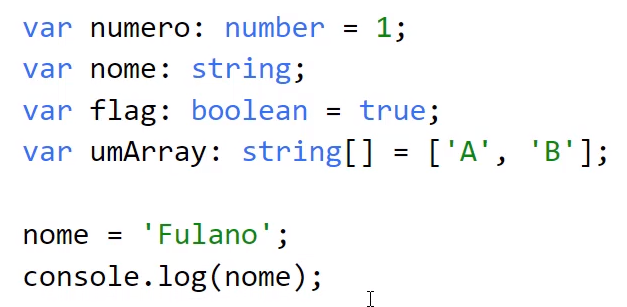 var numero: number = 1;
var nome: string;
var flag: boolean = true;
var umArray: string[] = ['A', 'B'];
nome = 'Fulano';
console.log(nome);